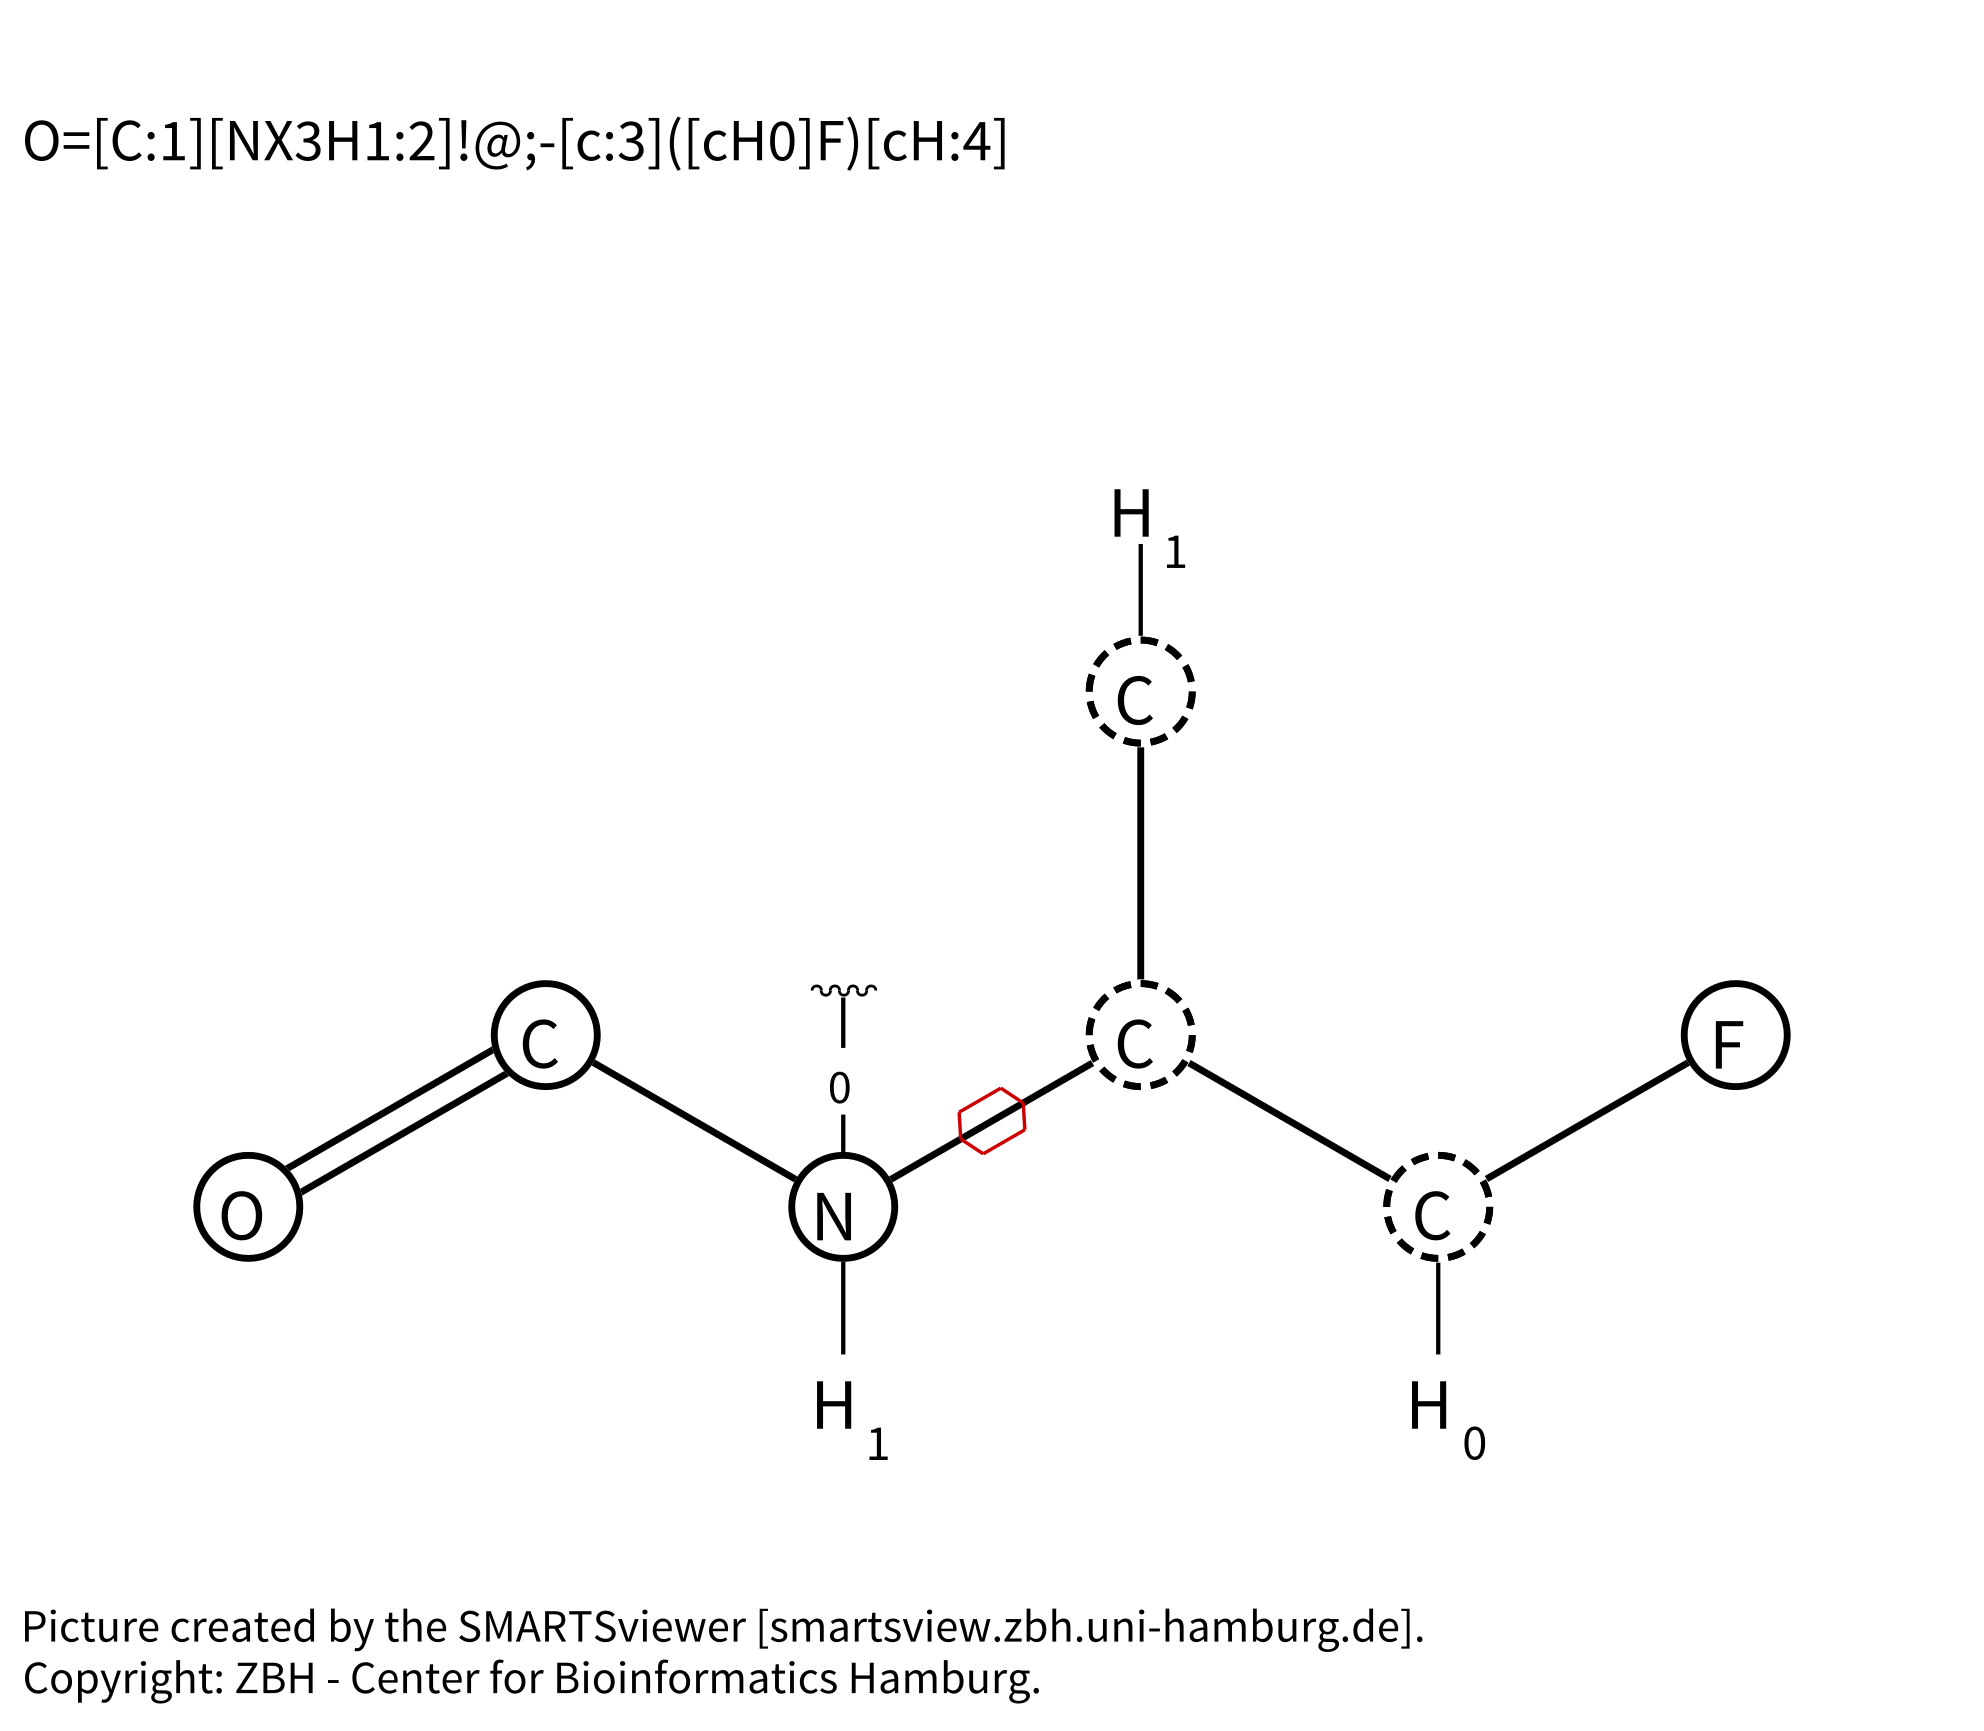 O=[C:1][NX3H1:2]!@;-[c:3]([cH0]F)[cH:4]
H 1
C
C
C
F
0
O
N
C
H 1
H 0
Picture created by the SMARTSviewer [smartsview.zbh.uni-hamburg.de].
Copyright: ZBH - Center for Bioinformatics Hamburg.